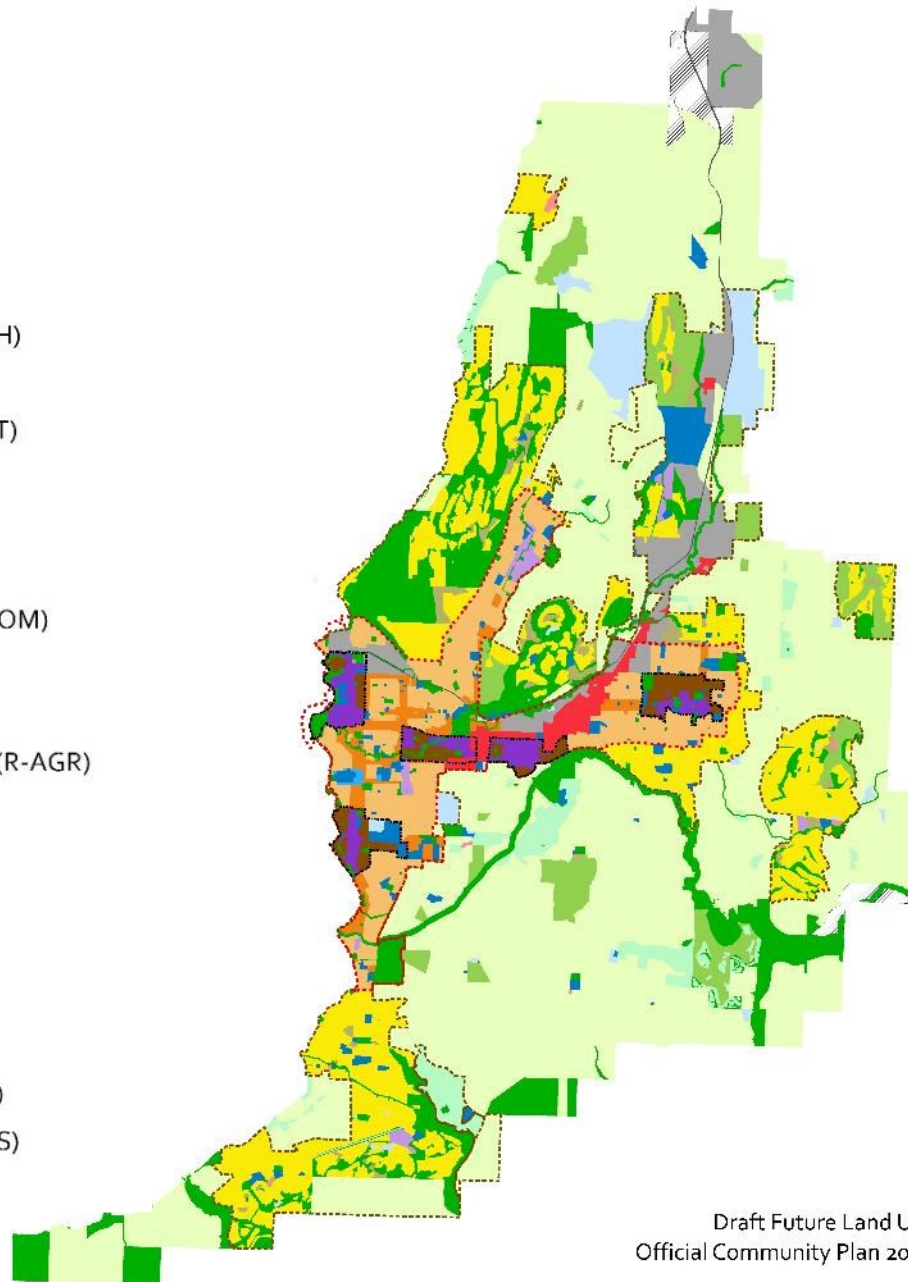 H)
T)
OM)
(R-AGR)
)
S)
Draft Future Land U
Official Community Plan 20